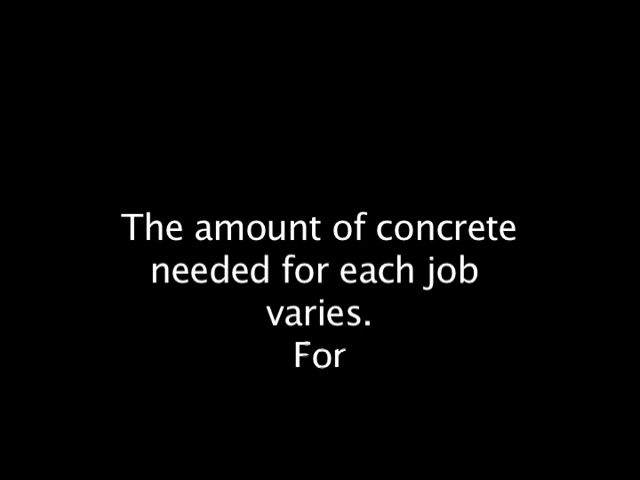 The amount of concrete
needed for each job
varies.
For